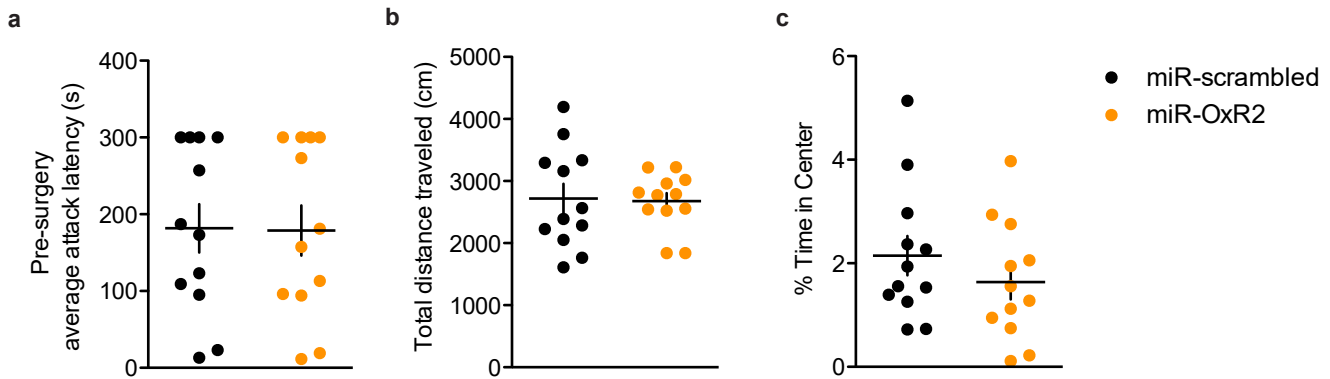 a
Pre-surgery
average attack latency (s)
400
300
200
100
0
b
Total distance traveled (cm)
5000
4000
3000
2000
1000
0
c
% Time in Center
6
4
2
0
miR-scrambled
miR-OxR2